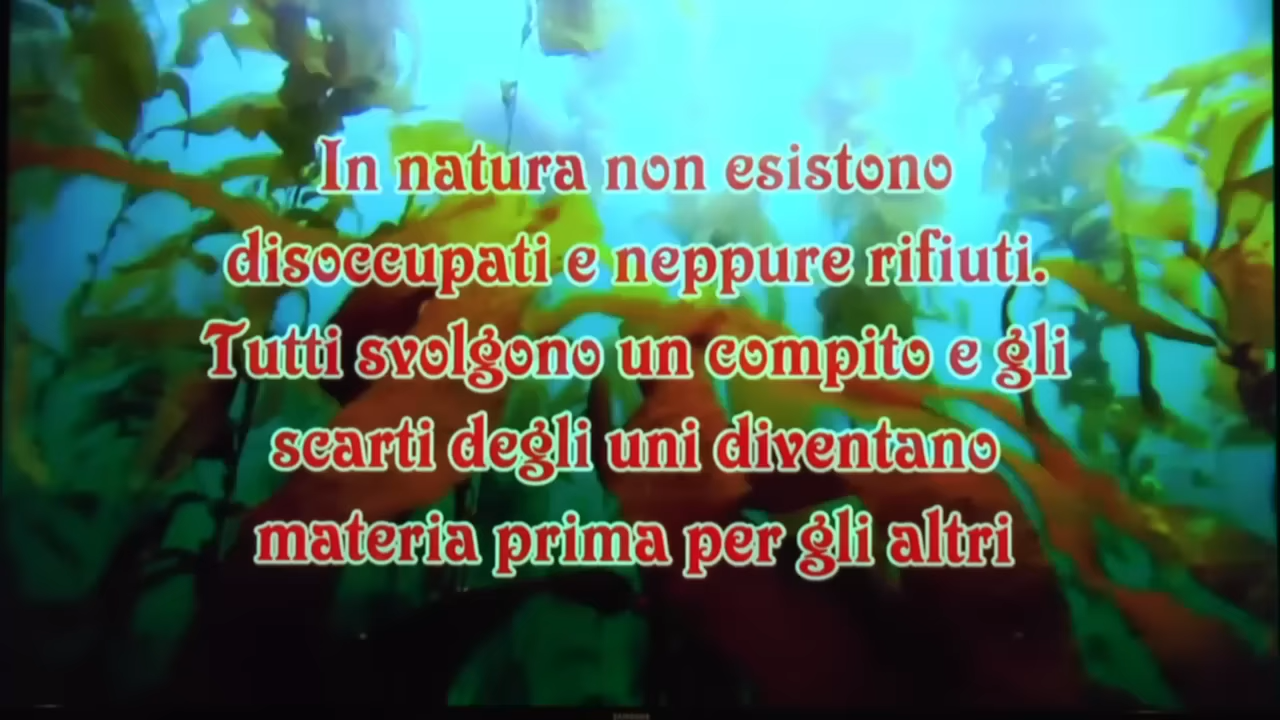 In natura non esistono
disoccupati e neppure rifiuti.
Tutti svolgono un compito e gli
scarti degli uni diventano
materia prima per gli altri